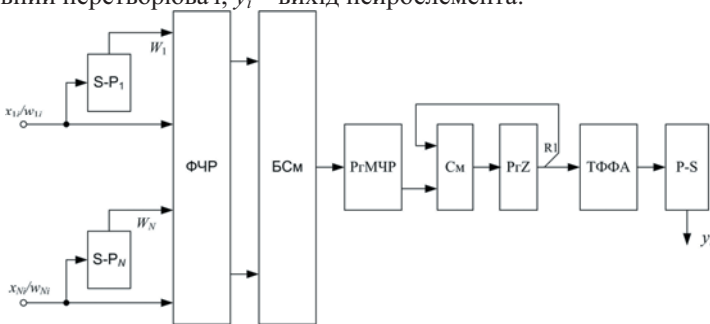 льний перетворювач, yᵢ – вихід нейроелемента.
W₁
S-P₁
x₁ᵢ/w₁ᵢ
ФЧР
БСм
РгМЧР
См
РгZ
R1
ТФФА
P-S
y
W_N
S-P_N
x_Ni/w_Ni